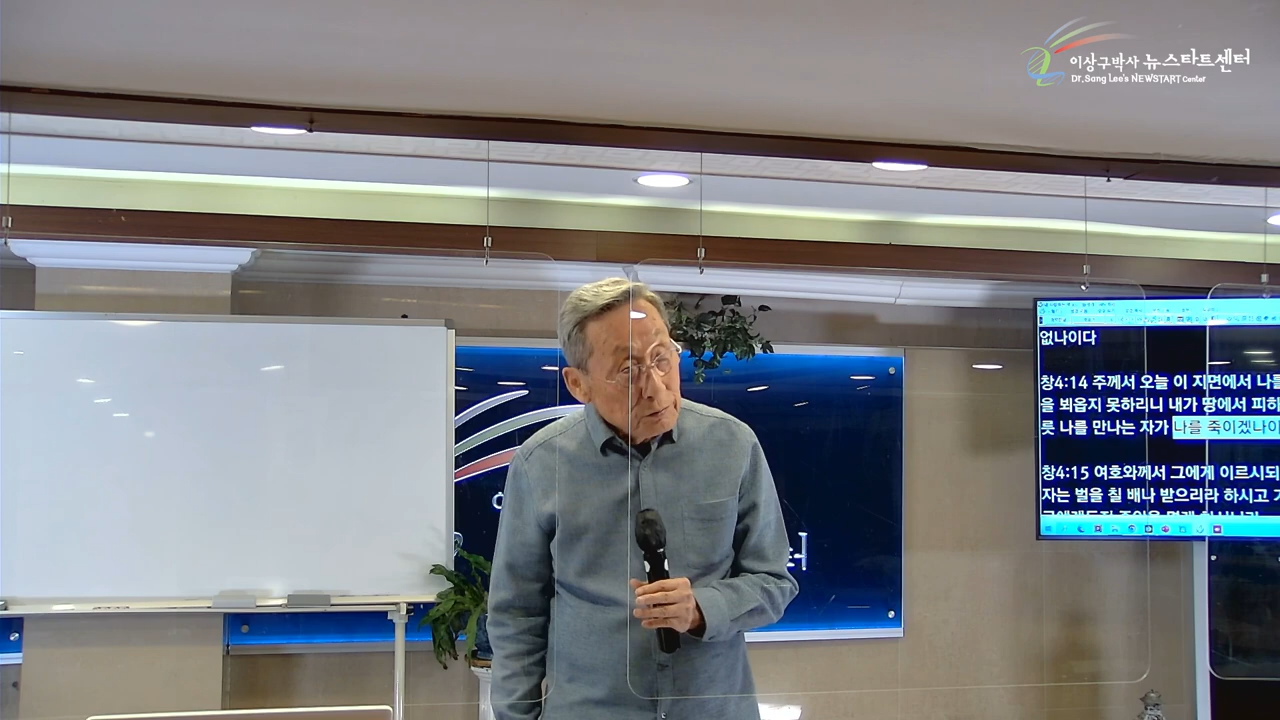 이상구박사 뉴스타트센터
Dr. Sang Lee's NEWSTART Center
없나이다
창4:14 주께서 오늘 이 지면에서 나를
을 뵈옵지 못하리니 내가 땅에서 피하
릇 나를 만나는 자가 나를 죽이겠나이
창4:15 여호와께서 그에게 이르시되
자는 벌을 칠 배나 받으리라 하시고